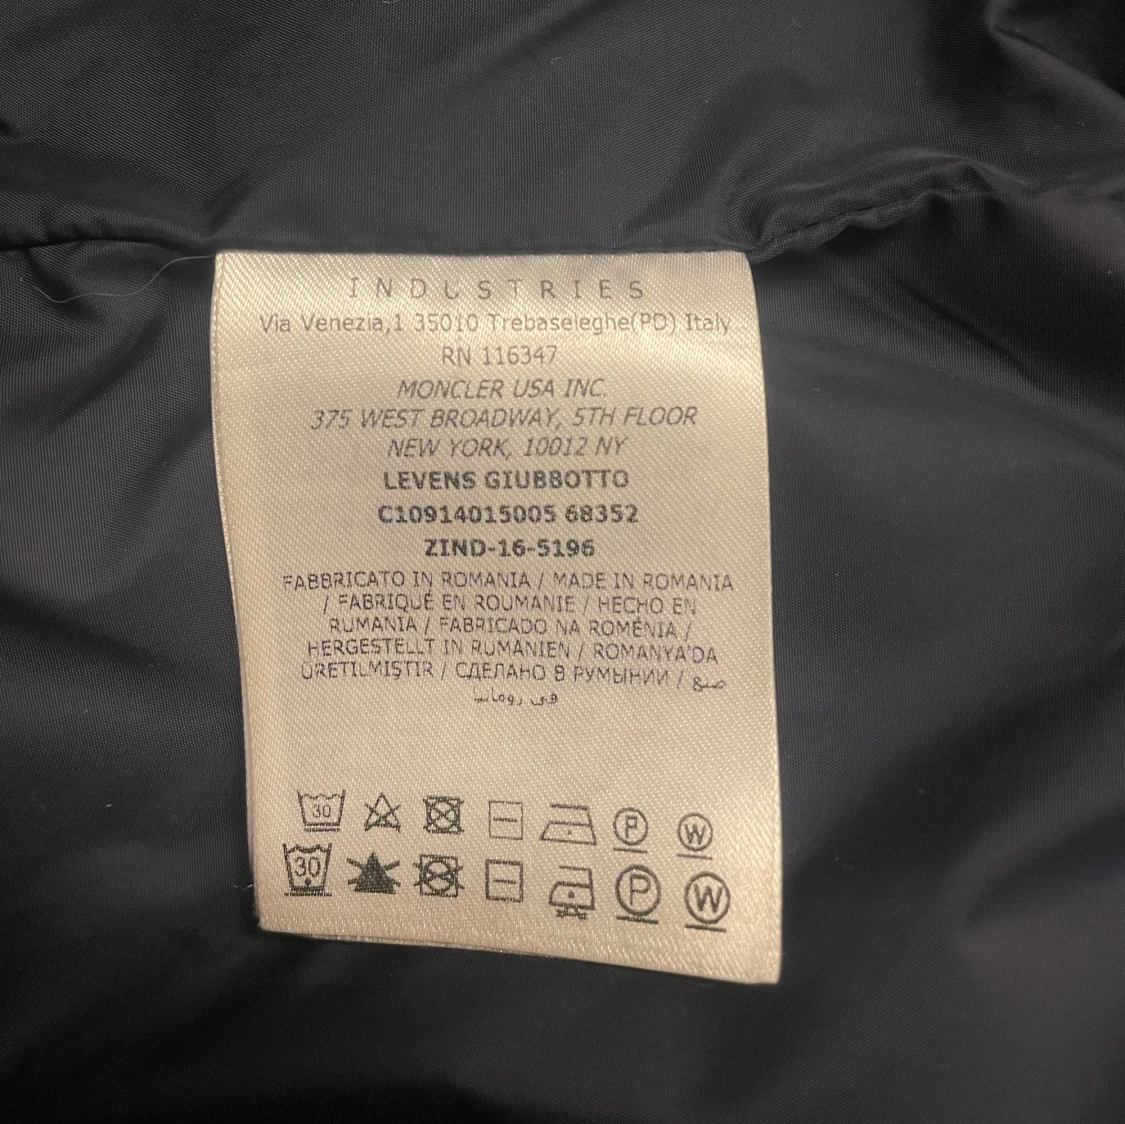 INDUSTRIES
Via Venezia,1 35010 Trebaseleghe(PD) Italy
RN 116347
MONCLER USA INC.
375 WEST BROADWAY, 5TH FLOOR
NEW YORK, 10012 NY
LEVENS GIUBBOTTO
C10914015005 68352
ZIND-16-5196
FABBRICATO IN ROMANIA / MADE IN ROMANIA
/ FABRIQUÉ EN ROUMANIE / HECHO EN
RUMANIA / FABRICADO NA ROMÉNIA /
HERGESTELLT IN RUMÄNIEN / ROMANYA'DA
ÜRETILMIŞTIR / СДЕЛАНО В РУМЫНИИ / صنع
في رومانيا
30 P W
30 P W